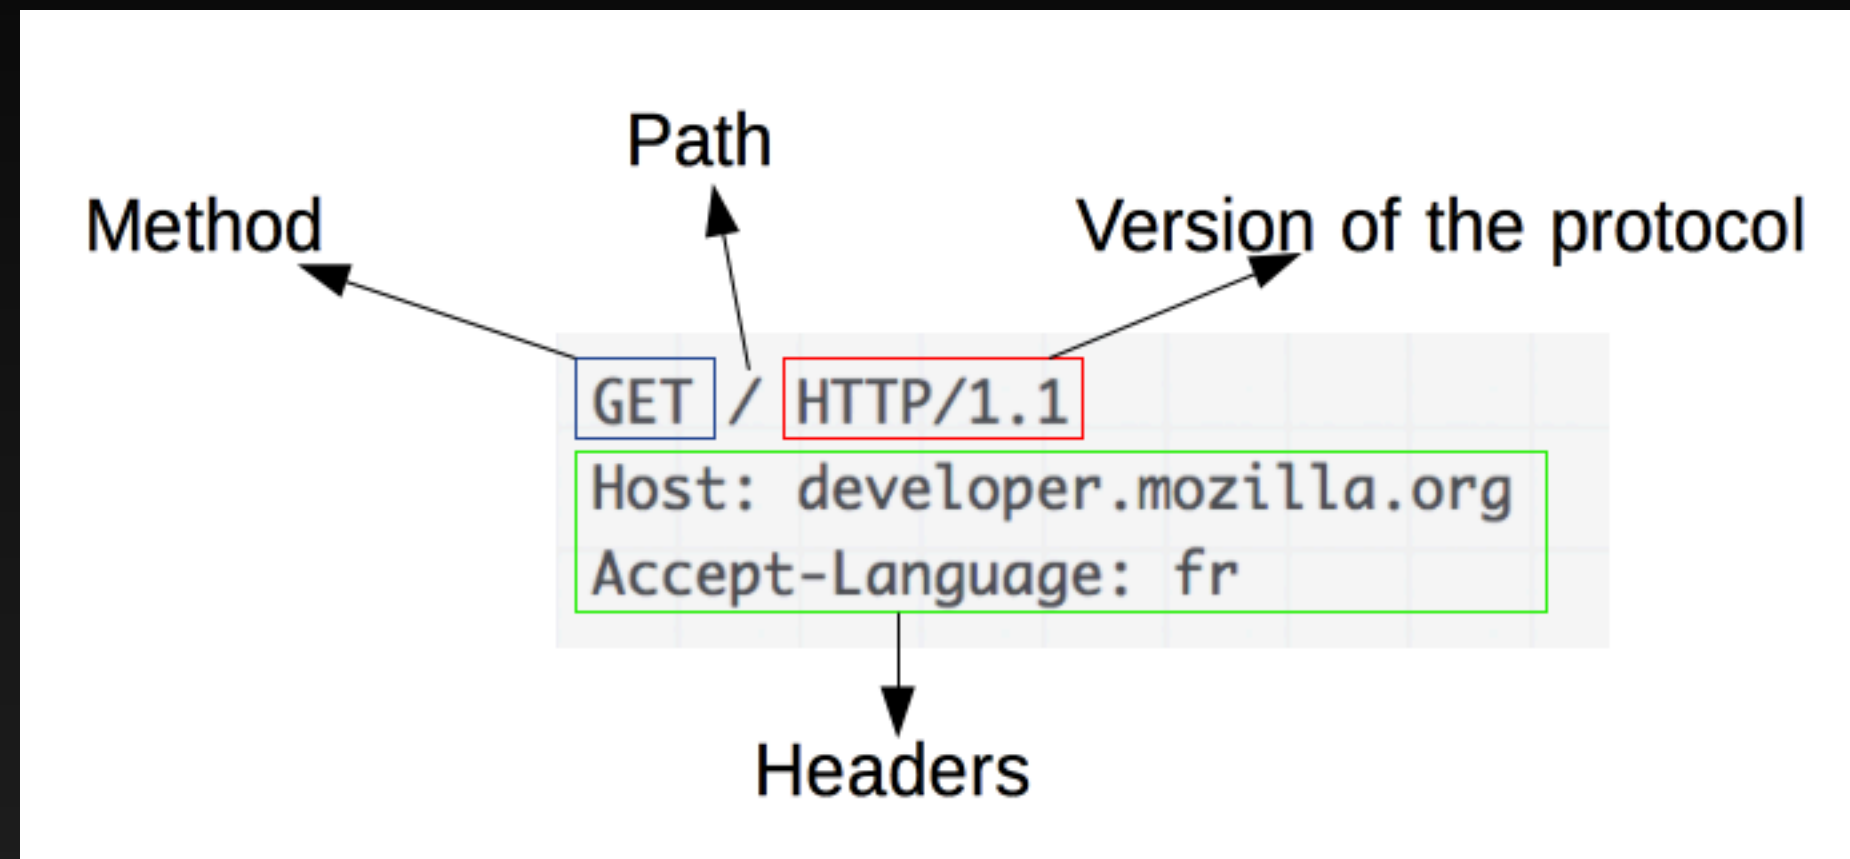 Path
Method
Version of the protocol
GET / HTTP/1.1
Host: developer.mozilla.org
Accept-Language: fr
Headers